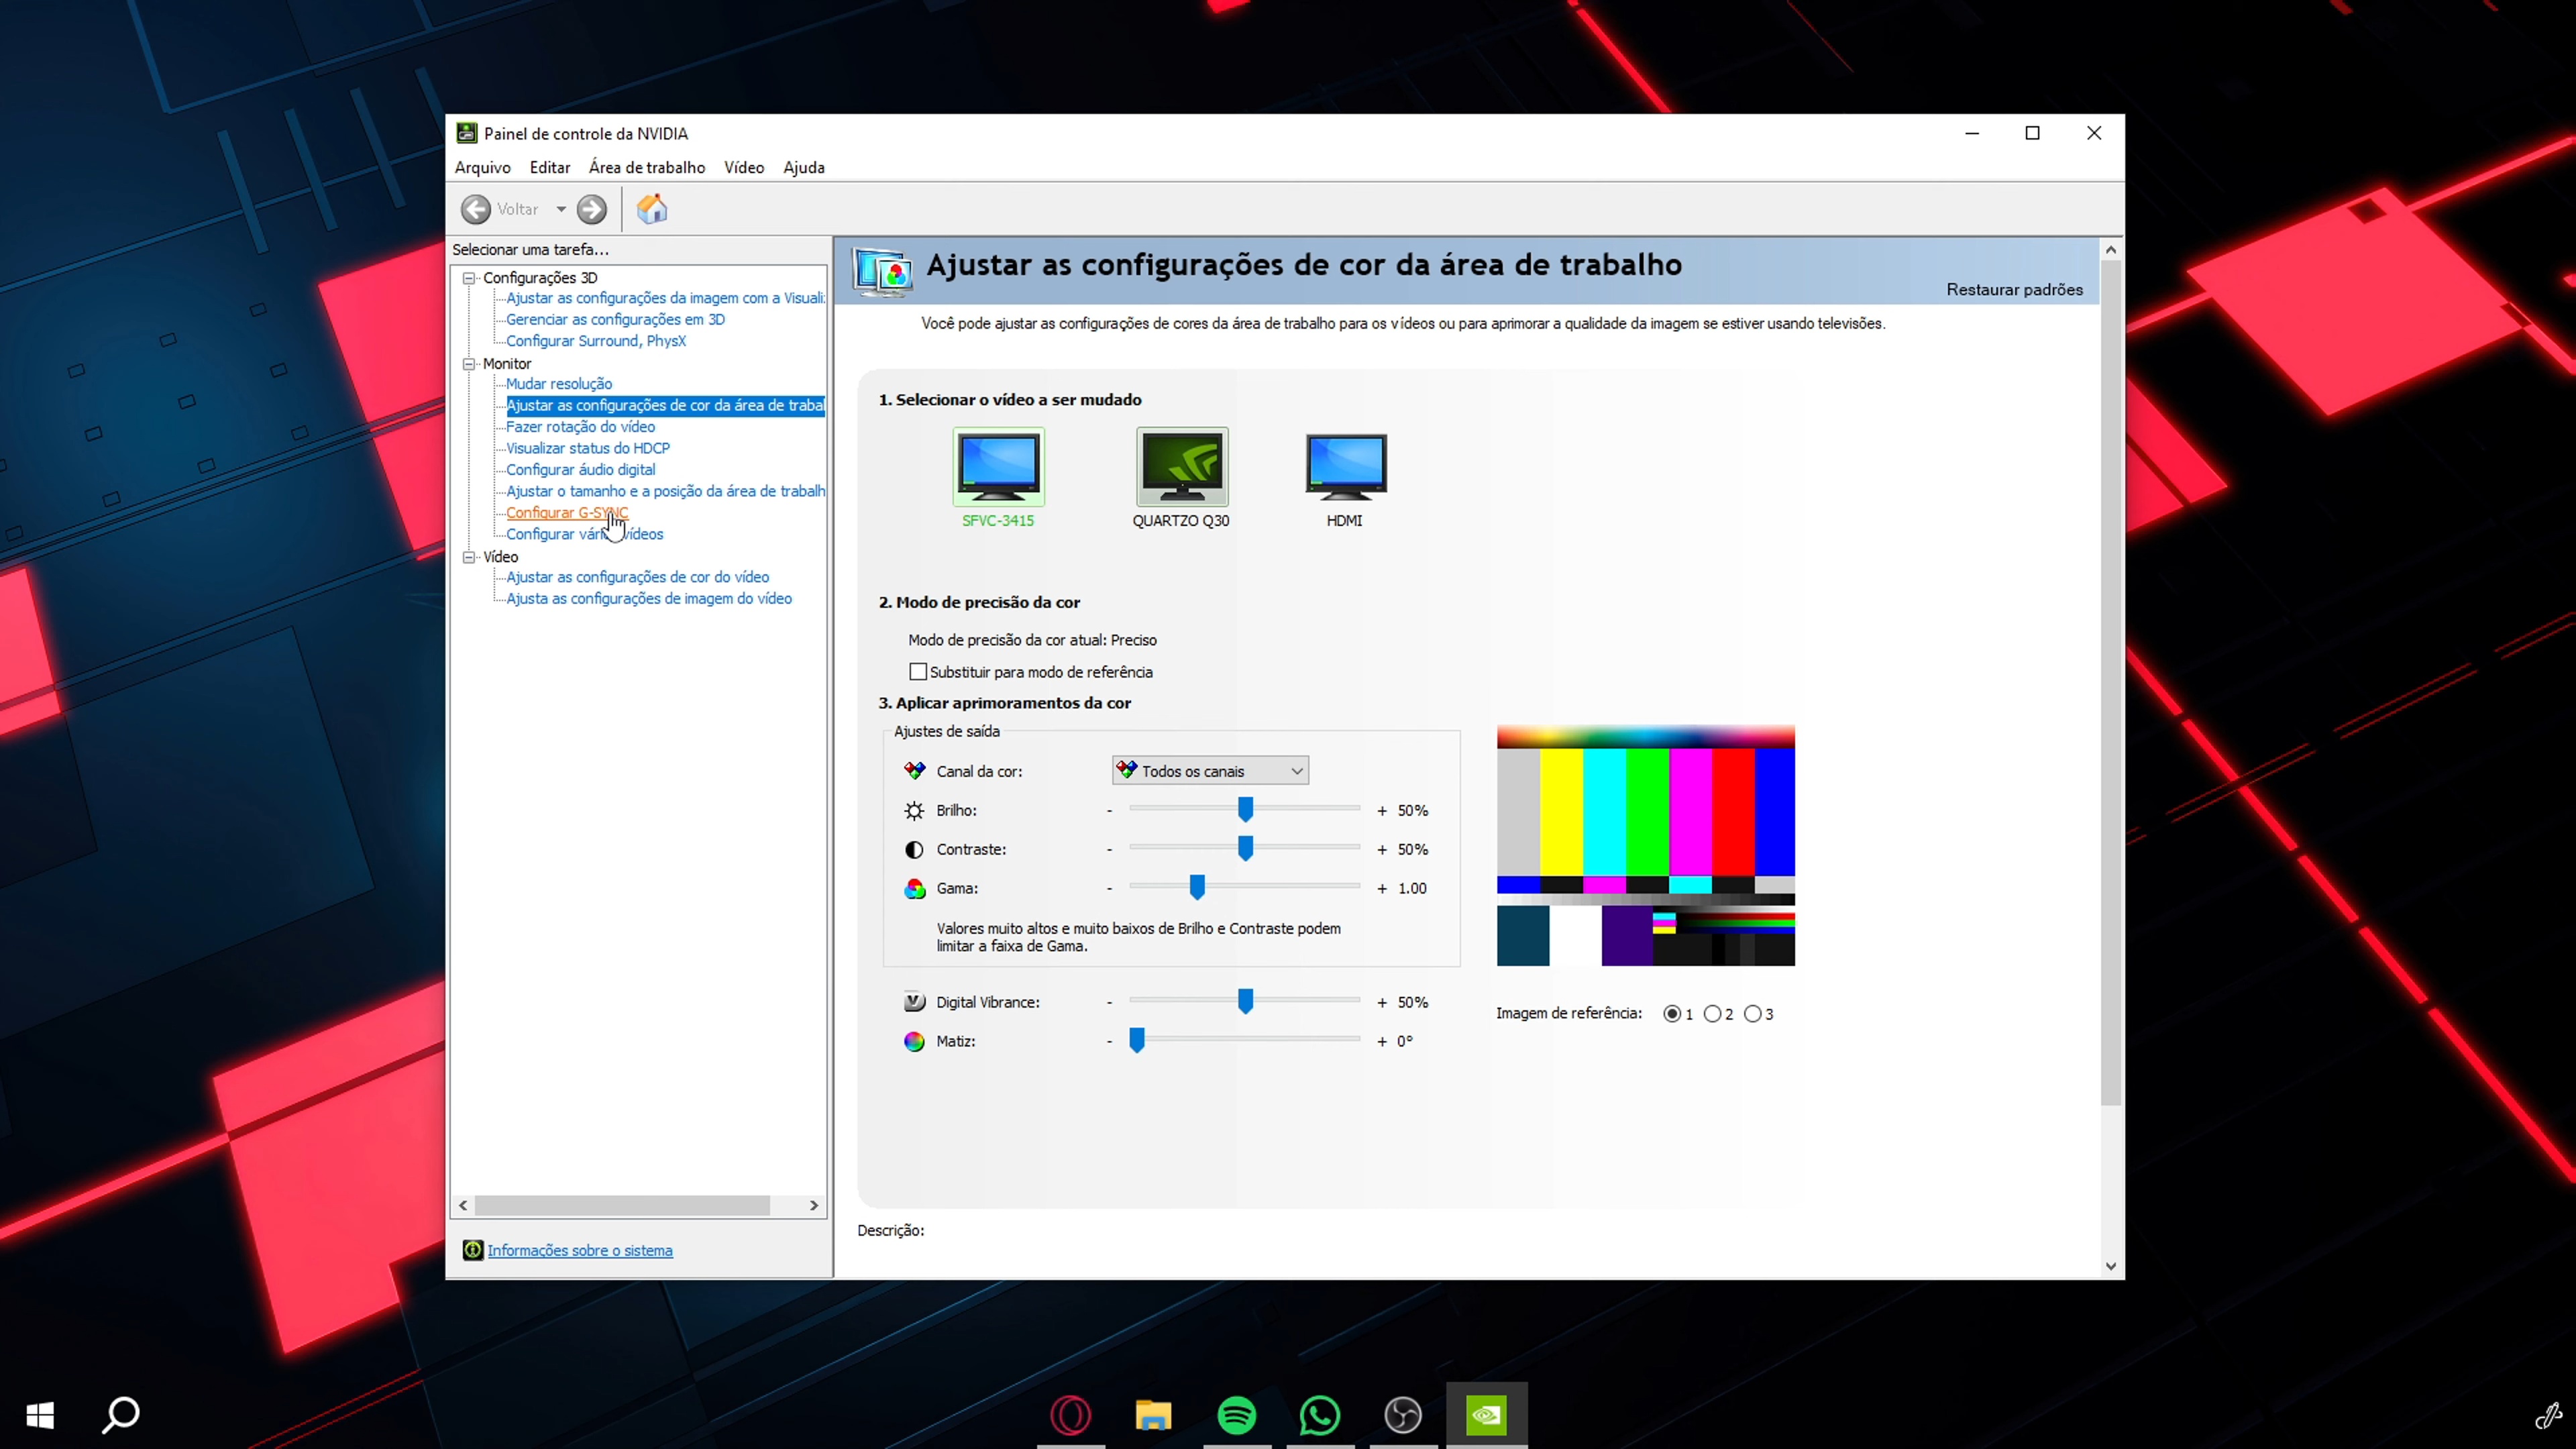 Painel de controle da NVIDIA
Arquivo Editar Área de trabalho Vídeo Ajuda
Voltar
Selecionar uma tarefa...
Configurações 3D
Ajustar as configurações da imagem com a Visuali
Gerenciar as configurações em 3D
Configurar Surround, PhysX
Monitor
Mudar resolução
Ajustar as configurações de cor da área de trabal
Fazer rotação do vídeo
Visualizar status do HDCP
Configurar áudio digital
Ajustar o tamanho e a posição da área de trabalh
Configurar G-SYNC
Configurar vários vídeos
Vídeo
Ajustar as configurações de cor do vídeo
Ajusta as configurações de imagem do vídeo
Informações sobre o sistema
Ajustar as configurações de cor da área de trabalho
Restaurar padrões
Você pode ajustar as configurações de cores da área de trabalho para os vídeos ou para aprimorar a qualidade da imagem se estiver usando televisões.
1. Selecionar o vídeo a ser mudado
SFVC-3415 QUARTZO Q30 HDMI
2. Modo de precisão da cor
Modo de precisão da cor atual: Preciso
Substituir para modo de referência
3. Aplicar aprimoramentos da cor
Ajustes de saída
Canal da cor: Todos os canais
Brilho: - + 50%
Contraste: - + 50%
Gama: - + 1.00
Valores muito altos e muito baixos de Brilho e Contraste podem
limitar a faixa de Gama.
Digital Vibrance: - + 50%
Matiz: - + 0°
Imagem de referência: 1 2 3
Descrição: